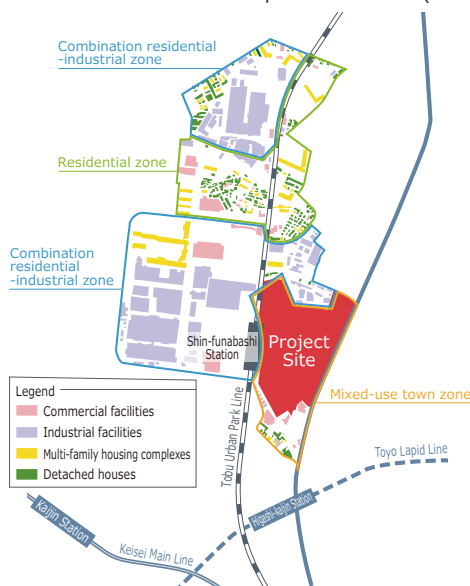 Combination residential
-industrial zone
Residential zone
Combination
residential
-industrial zone
Shin-funabashi
Station
Project
Site
Mixed-use town zone
Legend
Commercial facilities
Industrial facilities
Multi-family housing complexes
Detached houses
Tobu Urban Park Line
Toyo Lapid Line
Higashi-kaijin Station
Kaijin Station
Keisei Main Line